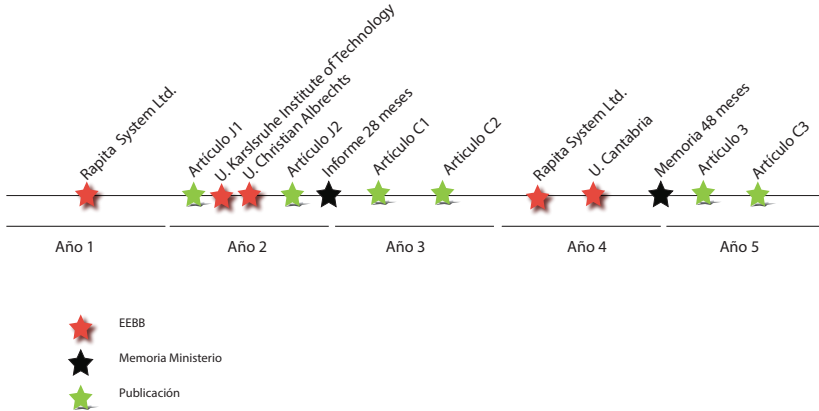 Rapita System Ltd.
Artículo J1
U. Karslsruhe Institute of Technology
U. Christian Albrechts
Artículo J2
Informe 28 meses
Artículo C1
Artículo C2
Rapita System Ltd.
U. Cantabria
Memoria 48 meses
Artículo 3
Artículo C3
Año 1
Año 2
Año 3
Año 4
Año 5
EEBB
Memoria Ministerio
Publicación